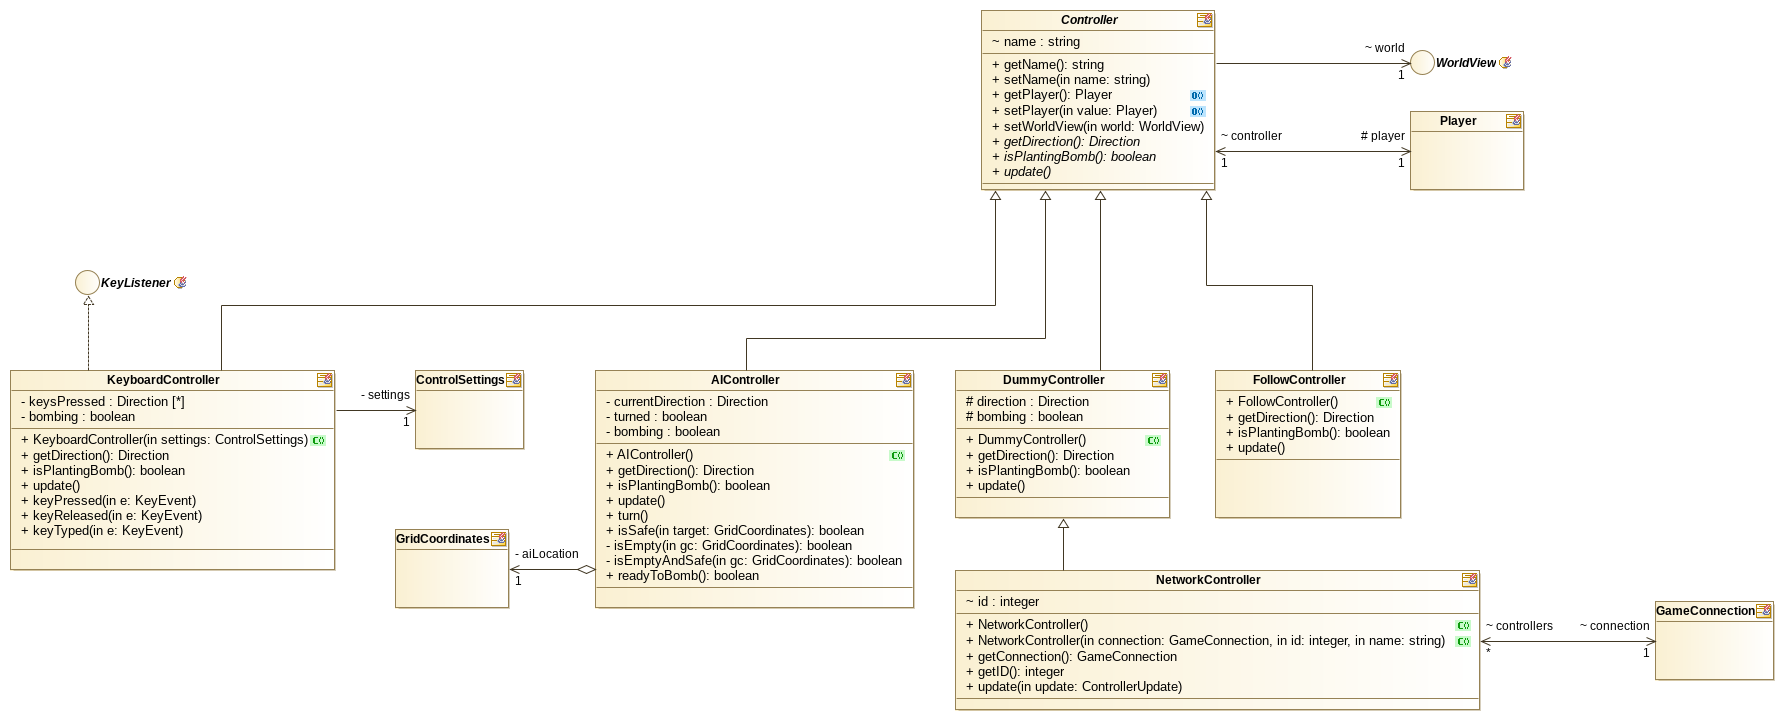 Controller
~ name : string
+ getName(): string
+ setName(in name: string)
+ getPlayer(): Player
+ setPlayer(in value: Player)
+ setWorldView(in world: WorldView)
+ getDirection(): Direction
+ isPlantingBomb(): boolean
+ update()
~ world
1
WorldView
~ controller
1
# player
1
Player
KeyListener
KeyboardController
- keysPressed : Direction [*]
- bombing : boolean
+ KeyboardController(in settings: ControlSettings)
+ getDirection(): Direction
+ isPlantingBomb(): boolean
+ update()
+ keyPressed(in e: KeyEvent)
+ keyReleased(in e: KeyEvent)
+ keyTyped(in e: KeyEvent)
- settings
1
ControlSettings
GridCoordinates
- aiLocation
1
AIController
- currentDirection : Direction
- turned : boolean
- bombing : boolean
+ AIController()
+ getDirection(): Direction
+ isPlantingBomb(): boolean
+ update()
+ turn()
+ isSafe(in target: GridCoordinates): boolean
- isEmpty(in gc: GridCoordinates): boolean
- isEmptyAndSafe(in gc: GridCoordinates): boolean
+ readyToBomb(): boolean
DummyController
# direction : Direction
# bombing : boolean
+ DummyController()
+ getDirection(): Direction
+ isPlantingBomb(): boolean
+ update()
FollowController
+ FollowController()
+ getDirection(): Direction
+ isPlantingBomb(): boolean
+ update()
NetworkController
~ id : integer
+ NetworkController()
+ NetworkController(in connection: GameConnection, in id: integer, in name: string)
+ getConnection(): GameConnection
+ getID(): integer
+ update(in update: ControllerUpdate)
~ controllers
*
~ connection
1
GameConnection